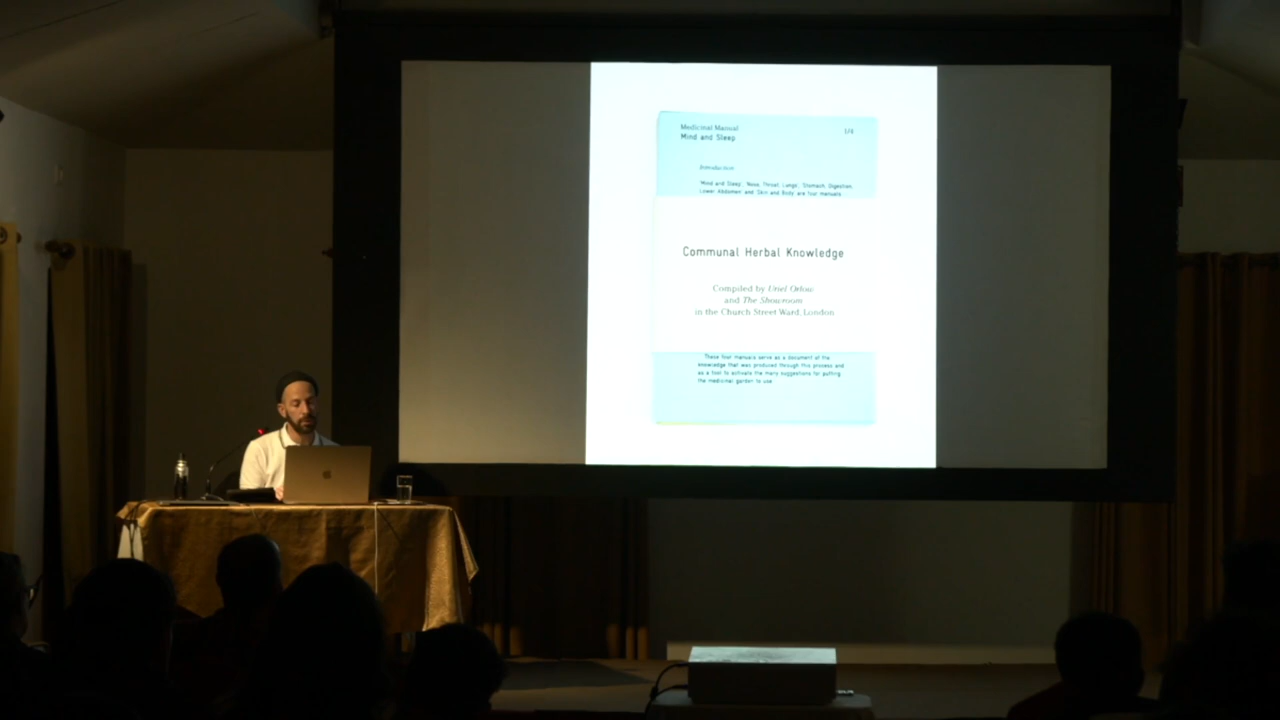 Medicinal Manual
Mind and Sleep
1/4
Introduction
'Mind and Sleep', 'Nose, Throat, Lungs', 'Stomach, Digestion,
Lower Abdomen' and 'Skin and Body' are four manuals
Communal Herbal Knowledge
Compiled by Uriel Orlow
and The Showroom
in the Church Street Ward, London
These four manuals serve as a document of the
knowledge that was produced through this process and
as a tool to activate the many suggestions for putting
the medicinal garden to use